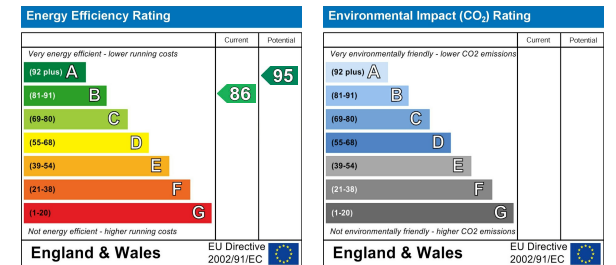 Energy Efficiency Rating
Current Potential
Very energy efficient - lower running costs
(92 plus) A
95
(81-91) B
86
(69-80) C
(55-68) D
(39-54) E
(21-38) F
(1-20) G
Not energy efficient - higher running costs
England & Wales
EU Directive
2002/91/EC
Environmental Impact (CO₂) Rating
Current Potential
Very environmentally friendly - lower CO2 emissions
(92 plus) A
(81-91) B
(69-80) C
(55-68) D
(39-54) E
(21-38) F
(1-20) G
Not environmentally friendly - higher CO2 emissions
England & Wales
EU Directive
2002/91/EC